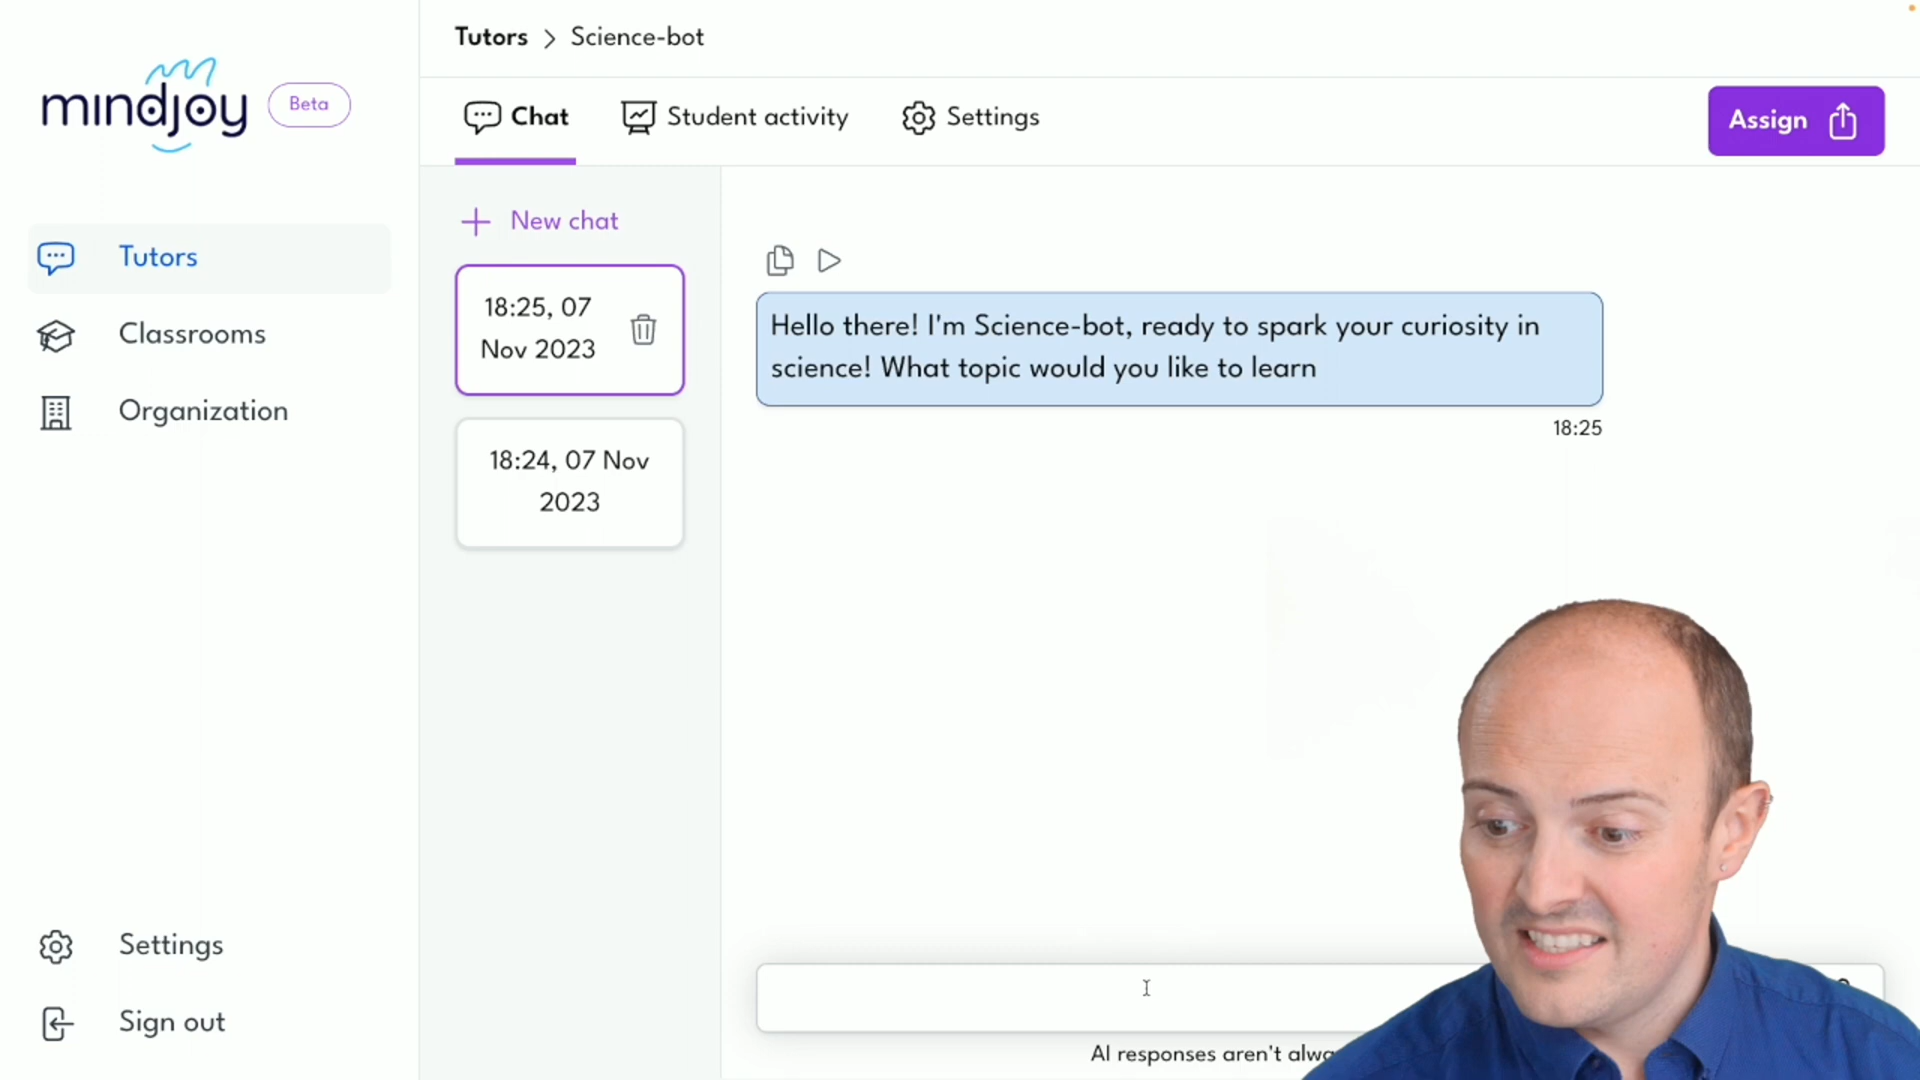 mindjoy
Beta
Tutors
Classrooms
Organization
Settings
Sign out
Tutors > Science-bot
Chat
Student activity
Settings
Assign
New chat
18:25, 07
Nov 2023
18:24, 07 Nov
2023
Hello there! I'm Science-bot, ready to spark your curiosity in
science! What topic would you like to learn
18:25
AI responses aren't